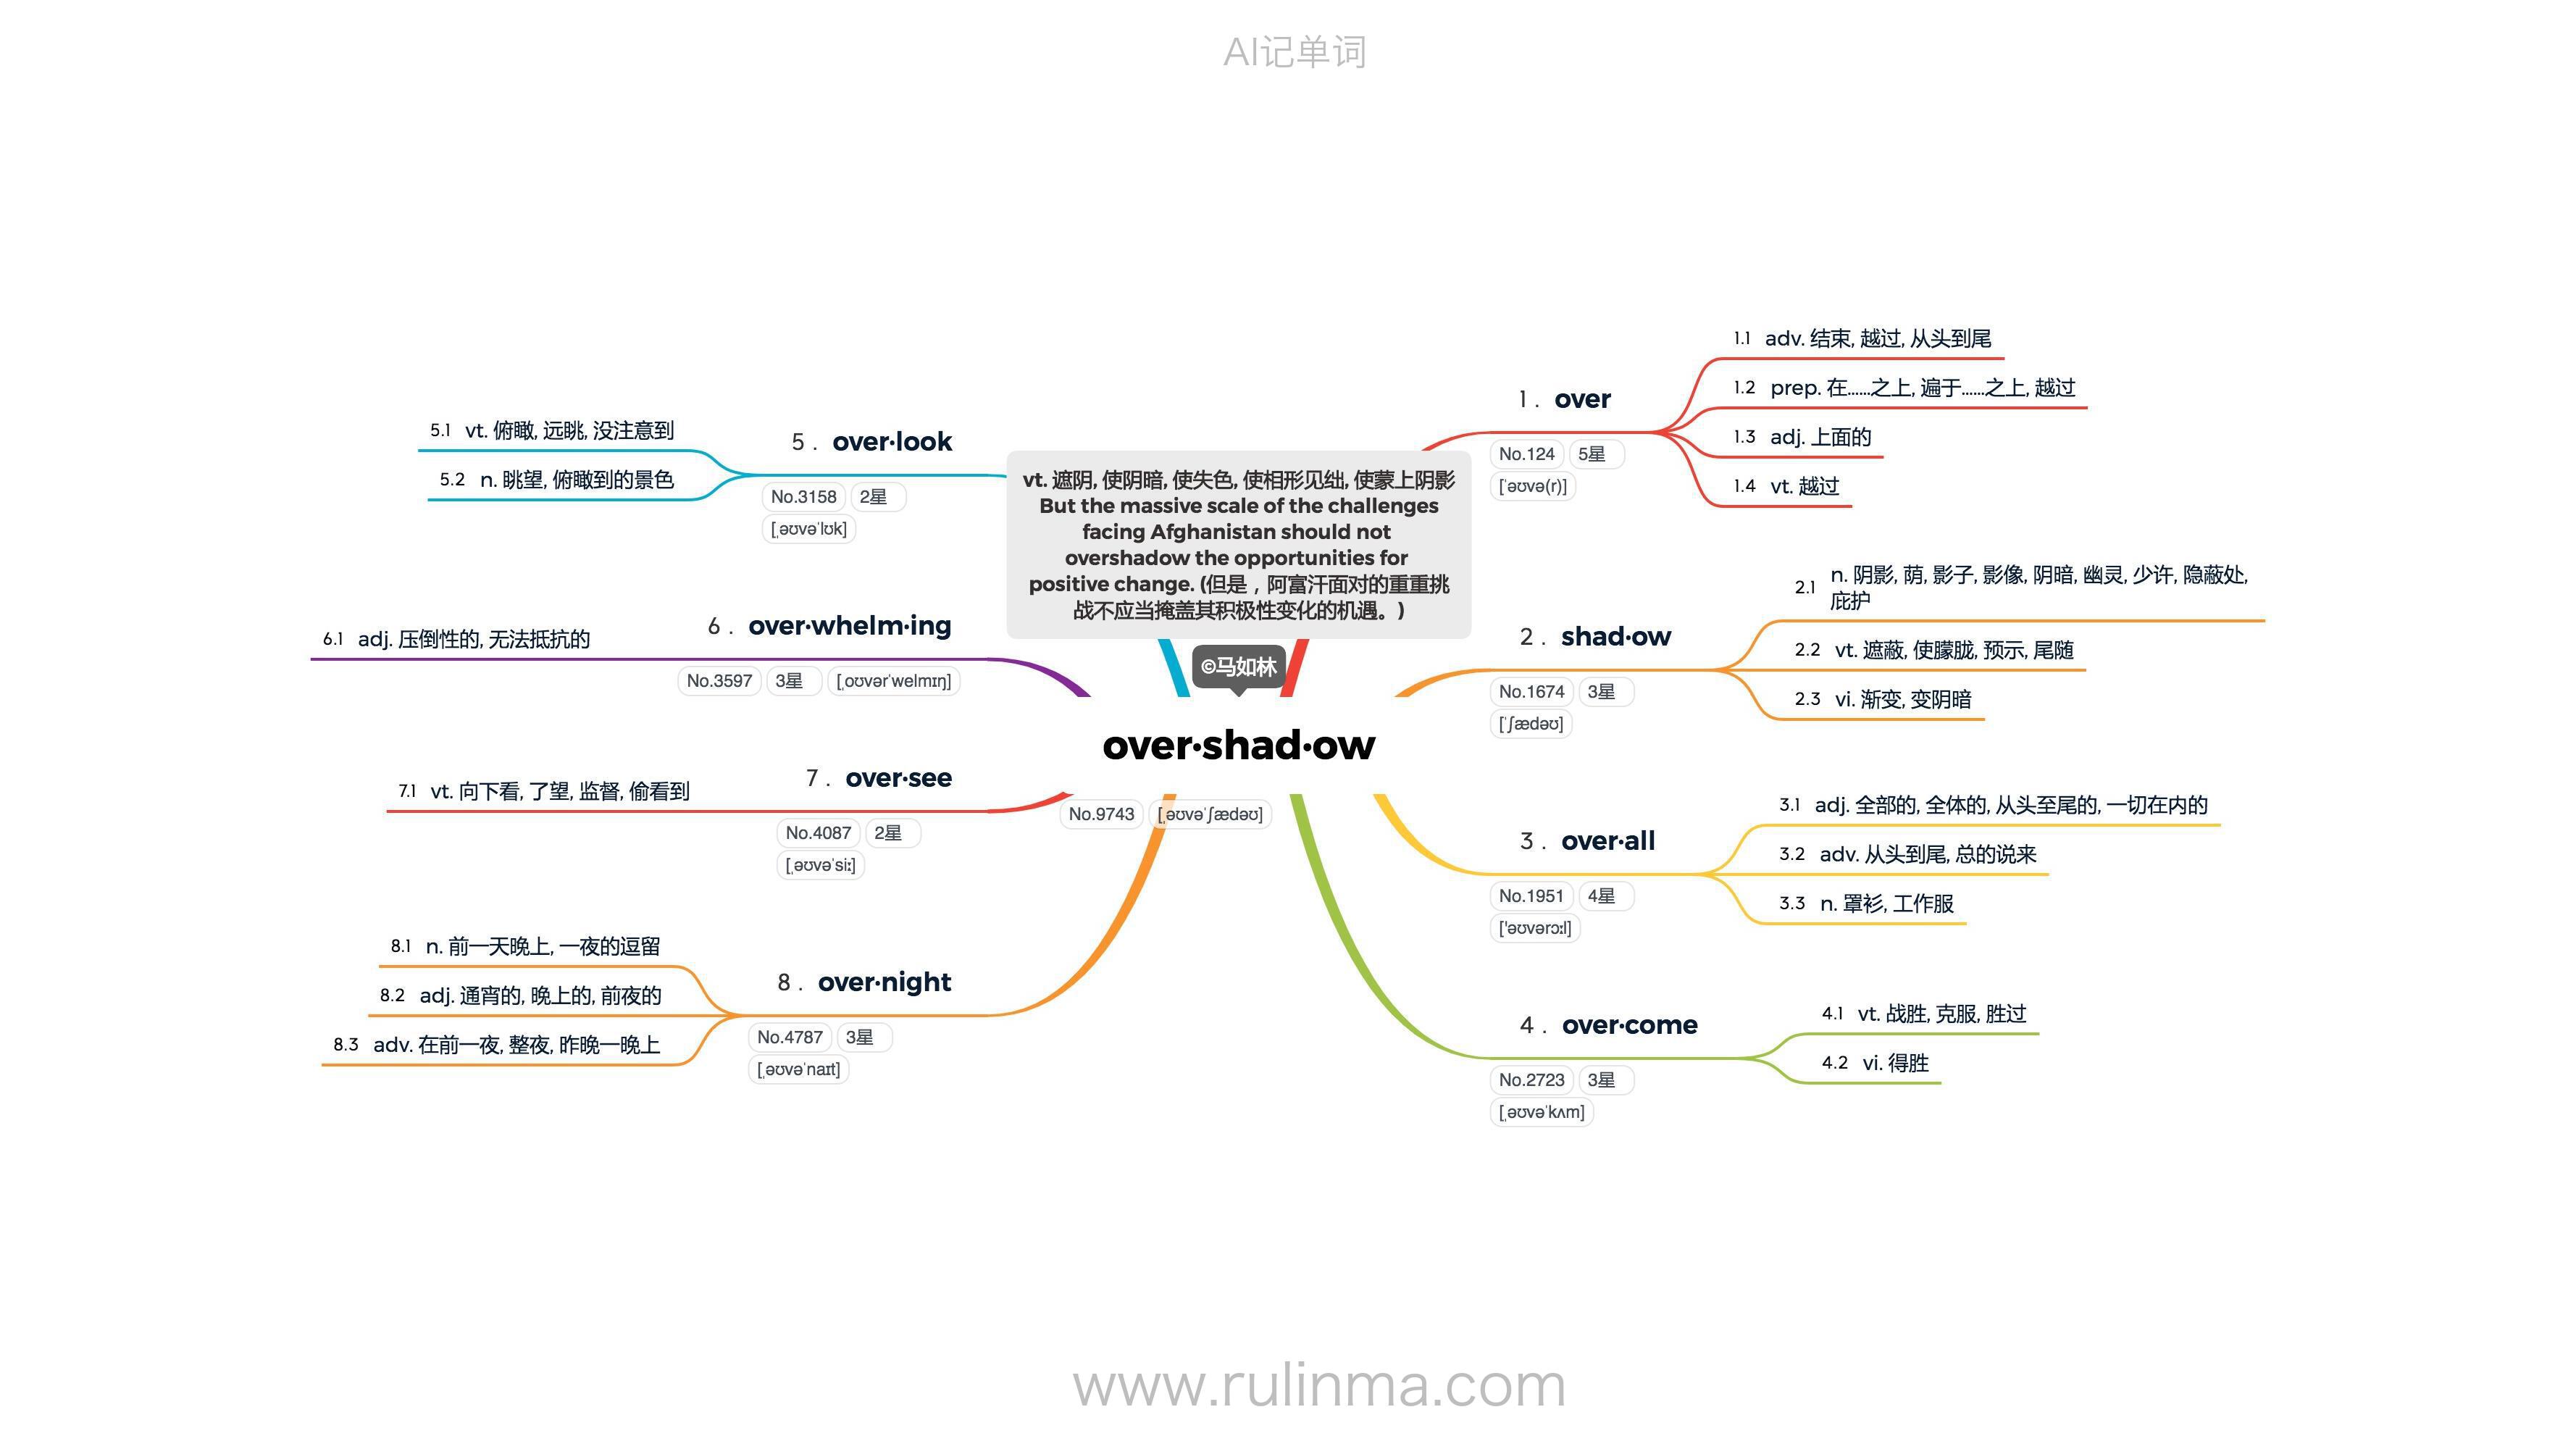 AI记单词
vt. 遮阴, 使阴暗, 使失色, 使相形见绌, 使蒙上阴影
But the massive scale of the challenges
facing Afghanistan should not
overshadow the opportunities for
positive change. (但是，阿富汗面对的重重挑
战不应当掩盖其积极性变化的机遇。)
©马如林
over·shad·ow
No.9743 [ˌəʊvəˈʃædəʊ]
1 . over
No.124 5星
[ˈəʊvə(r)]
1.1 adv. 结束, 越过, 从头到尾
1.2 prep. 在……之上, 遍于……之上, 越过
1.3 adj. 上面的
1.4 vt. 越过
2 . shad·ow
No.1674 3星
[ˈʃædəʊ]
2.1 n. 阴影, 荫, 影子, 影像, 阴暗, 幽灵, 少许, 隐蔽处,
庇护
2.2 vt. 遮蔽, 使朦胧, 预示, 尾随
2.3 vi. 渐变, 变阴暗
3 . over·all
No.1951 4星
['əʊvərɔːl]
3.1 adj. 全部的, 全体的, 从头至尾的, 一切在内的
3.2 adv. 从头到尾, 总的说来
3.3 n. 罩衫, 工作服
4 . over·come
No.2723 3星
[ˌəʊvəˈkʌm]
4.1 vt. 战胜, 克服, 胜过
4.2 vi. 得胜
5 . over·look
No.3158 2星
[ˌəʊvəˈlʊk]
5.1 vt. 俯瞰, 远眺, 没注意到
5.2 n. 眺望, 俯瞰到的景色
6 . over·whelm·ing
No.3597 3星 [ˌoʊvərˈwelmɪŋ]
6.1 adj. 压倒性的, 无法抵抗的
7 . over·see
No.4087 2星
[ˌəʊvəˈsiː]
7.1 vt. 向下看, 了望, 监督, 偷看到
8 . over·night
No.4787 3星
[ˌəʊvəˈnaɪt]
8.1 n. 前一天晚上, 一夜的逗留
8.2 adj. 通宵的, 晚上的, 前夜的
8.3 adv. 在前一夜, 整夜, 昨晚一晚上
www.rulinma.com